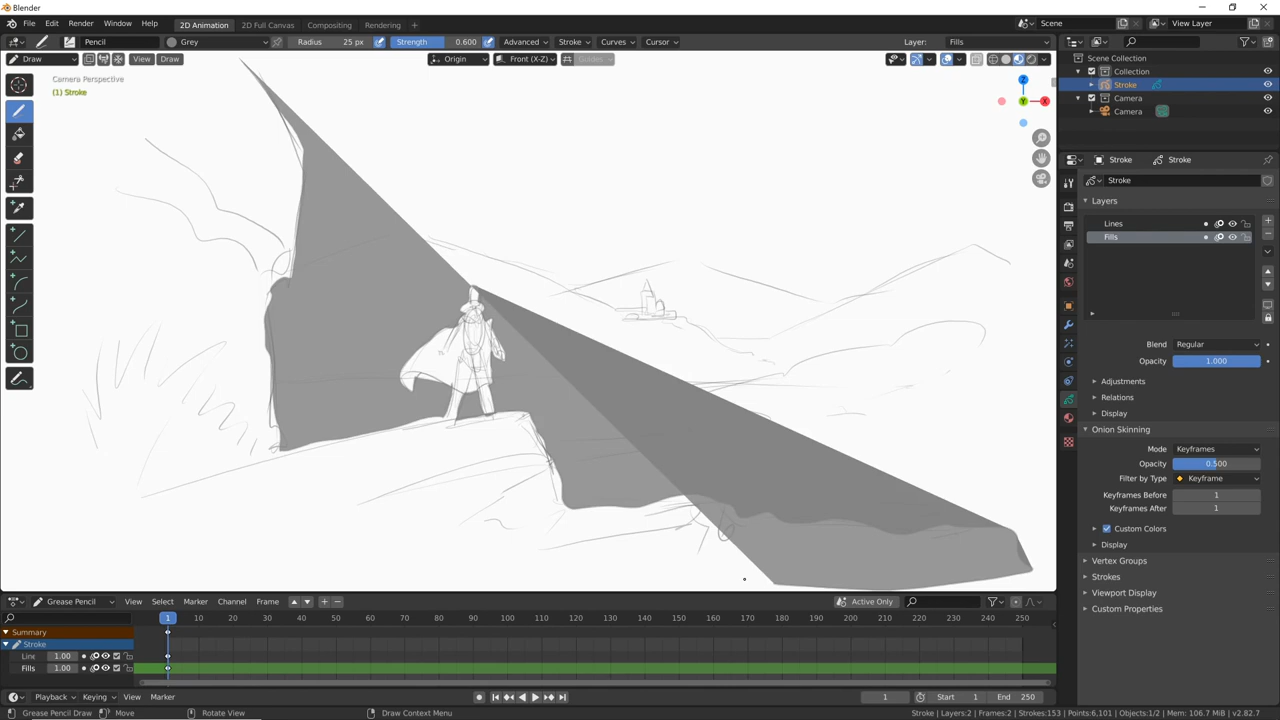 Blender
File Edit Render Window Help 2D Animation 2D Full Canvas Compositing Rendering Scene View Layer
Pencil Grey Radius 25 px Strength 0.600 Advanced Stroke Curves Cursor Layer: Fills
Draw View Draw Origin Front (X-Z) Guides
Camera Perspective
(1) Stroke
Z
Y X
Scene Collection
Collection
Stroke
Camera
Camera
Stroke Stroke
Stroke
Layers
Lines
Fills
Blend Regular
Opacity 1.000
Adjustments
Relations
Display
Onion Skinning
Mode Keyframes
Opacity 0.500
Filter by Type Keyframe
Keyframes Before 1
Keyframes After 1
Custom Colors
Display
Vertex Groups
Strokes
Viewport Display
Custom Properties
Grease Pencil View Select Marker Channel Frame Active Only
1 10 20 30 40 50 60 70 80 90 100 110 120 130 140 150 160 170 180 190 200 210 220 230 240 250
Summary
Stroke
Line 1.00
Fills 1.00
Playback Keying View Marker 1 Start 1 End 250
Grease Pencil Draw Move Rotate View Draw Context Menu Stroke | Layers:2 | Frames:2 | Strokes:153 | Points:6,101 | Objects:1/2 | Mem: 106.7 MiB | v2.82.7